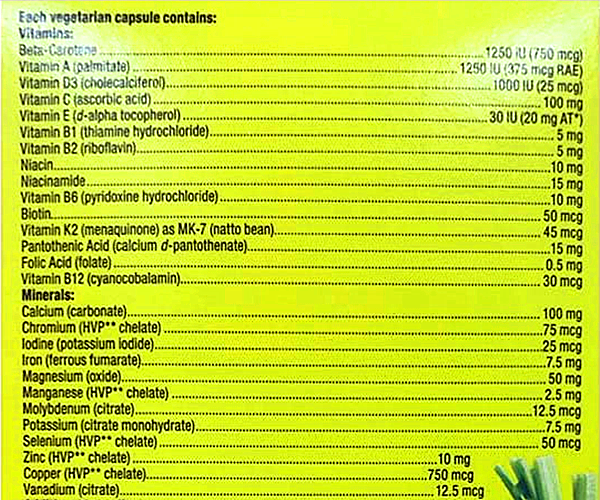 Each vegetarian capsule contains:
Vitamins:
Beta-Carotene 1250 IU (750 mcg)
Vitamin A (palmitate) 1250 IU (375 mcg RAE)
Vitamin D3 (cholecalciferol) 1000 IU (25 mcg)
Vitamin C (ascorbic acid) 100 mg
Vitamin E (d-alpha tocopherol) 30 IU (20 mg AT*)
Vitamin B1 (thiamine hydrochloride) 5 mg
Vitamin B2 (riboflavin) 5 mg
Niacin 10 mg
Niacinamide 15 mg
Vitamin B6 (pyridoxine hydrochloride) 10 mg
Biotin 50 mcg
Vitamin K2 (menaquinone) as MK-7 (natto bean) 45 mcg
Pantothenic Acid (calcium d-pantothenate) 15 mg
Folic Acid (folate) 0.5 mg
Vitamin B12 (cyanocobalamin) 30 mcg
Minerals:
Calcium (carbonate) 100 mg
Chromium (HVP** chelate) 75 mcg
Iodine (potassium iodide) 25 mcg
Iron (ferrous fumarate) 7.5 mg
Magnesium (oxide) 50 mg
Manganese (HVP** chelate) 2.5 mg
Molybdenum (citrate) 12.5 mcg
Potassium (citrate monohydrate) 7.5 mg
Selenium (HVP** chelate) 50 mcg
Zinc (HVP** chelate) 10 mg
Copper (HVP** chelate) 750 mcg
Vanadium (citrate) 12.5 mcg